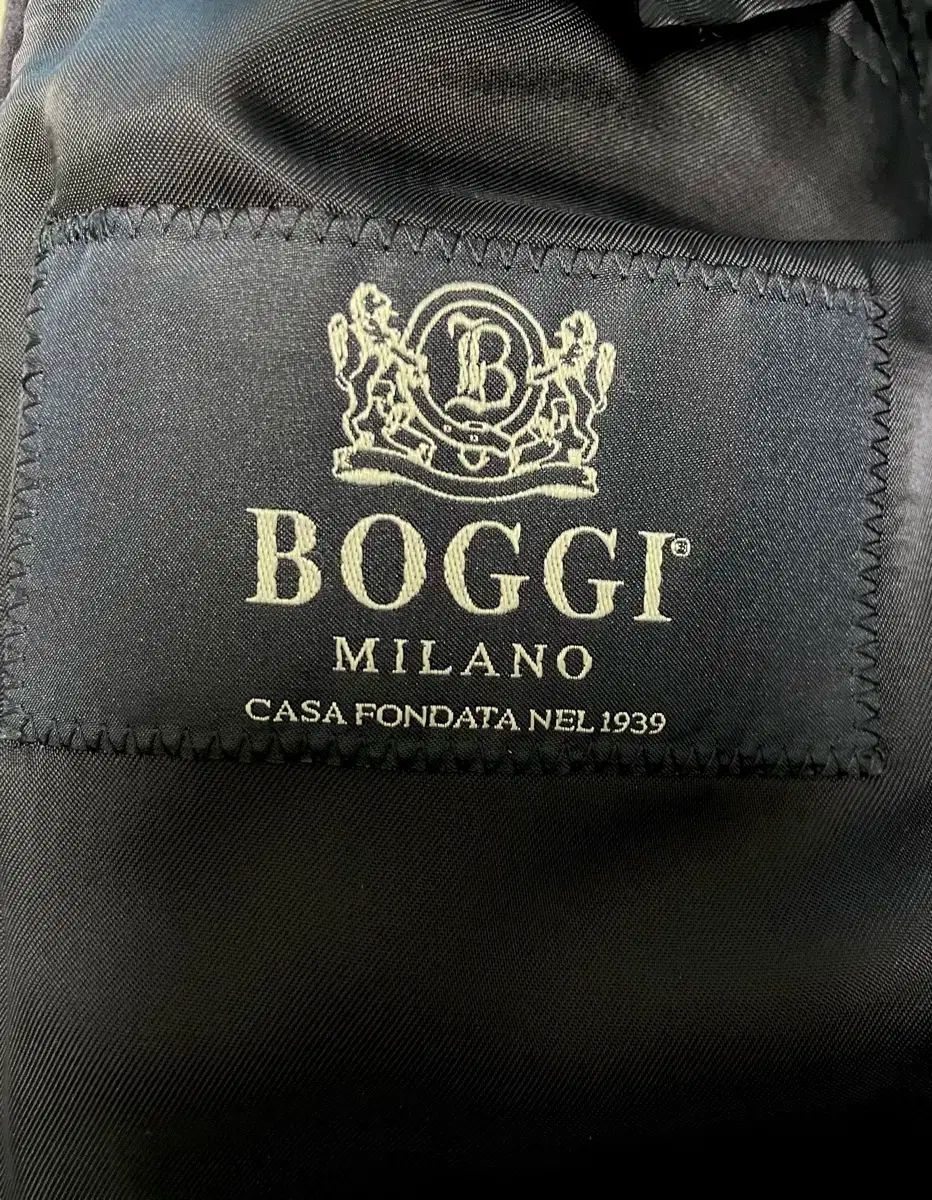 B
BOGGI®
MILANO
CASA FONDATA NEL 1939